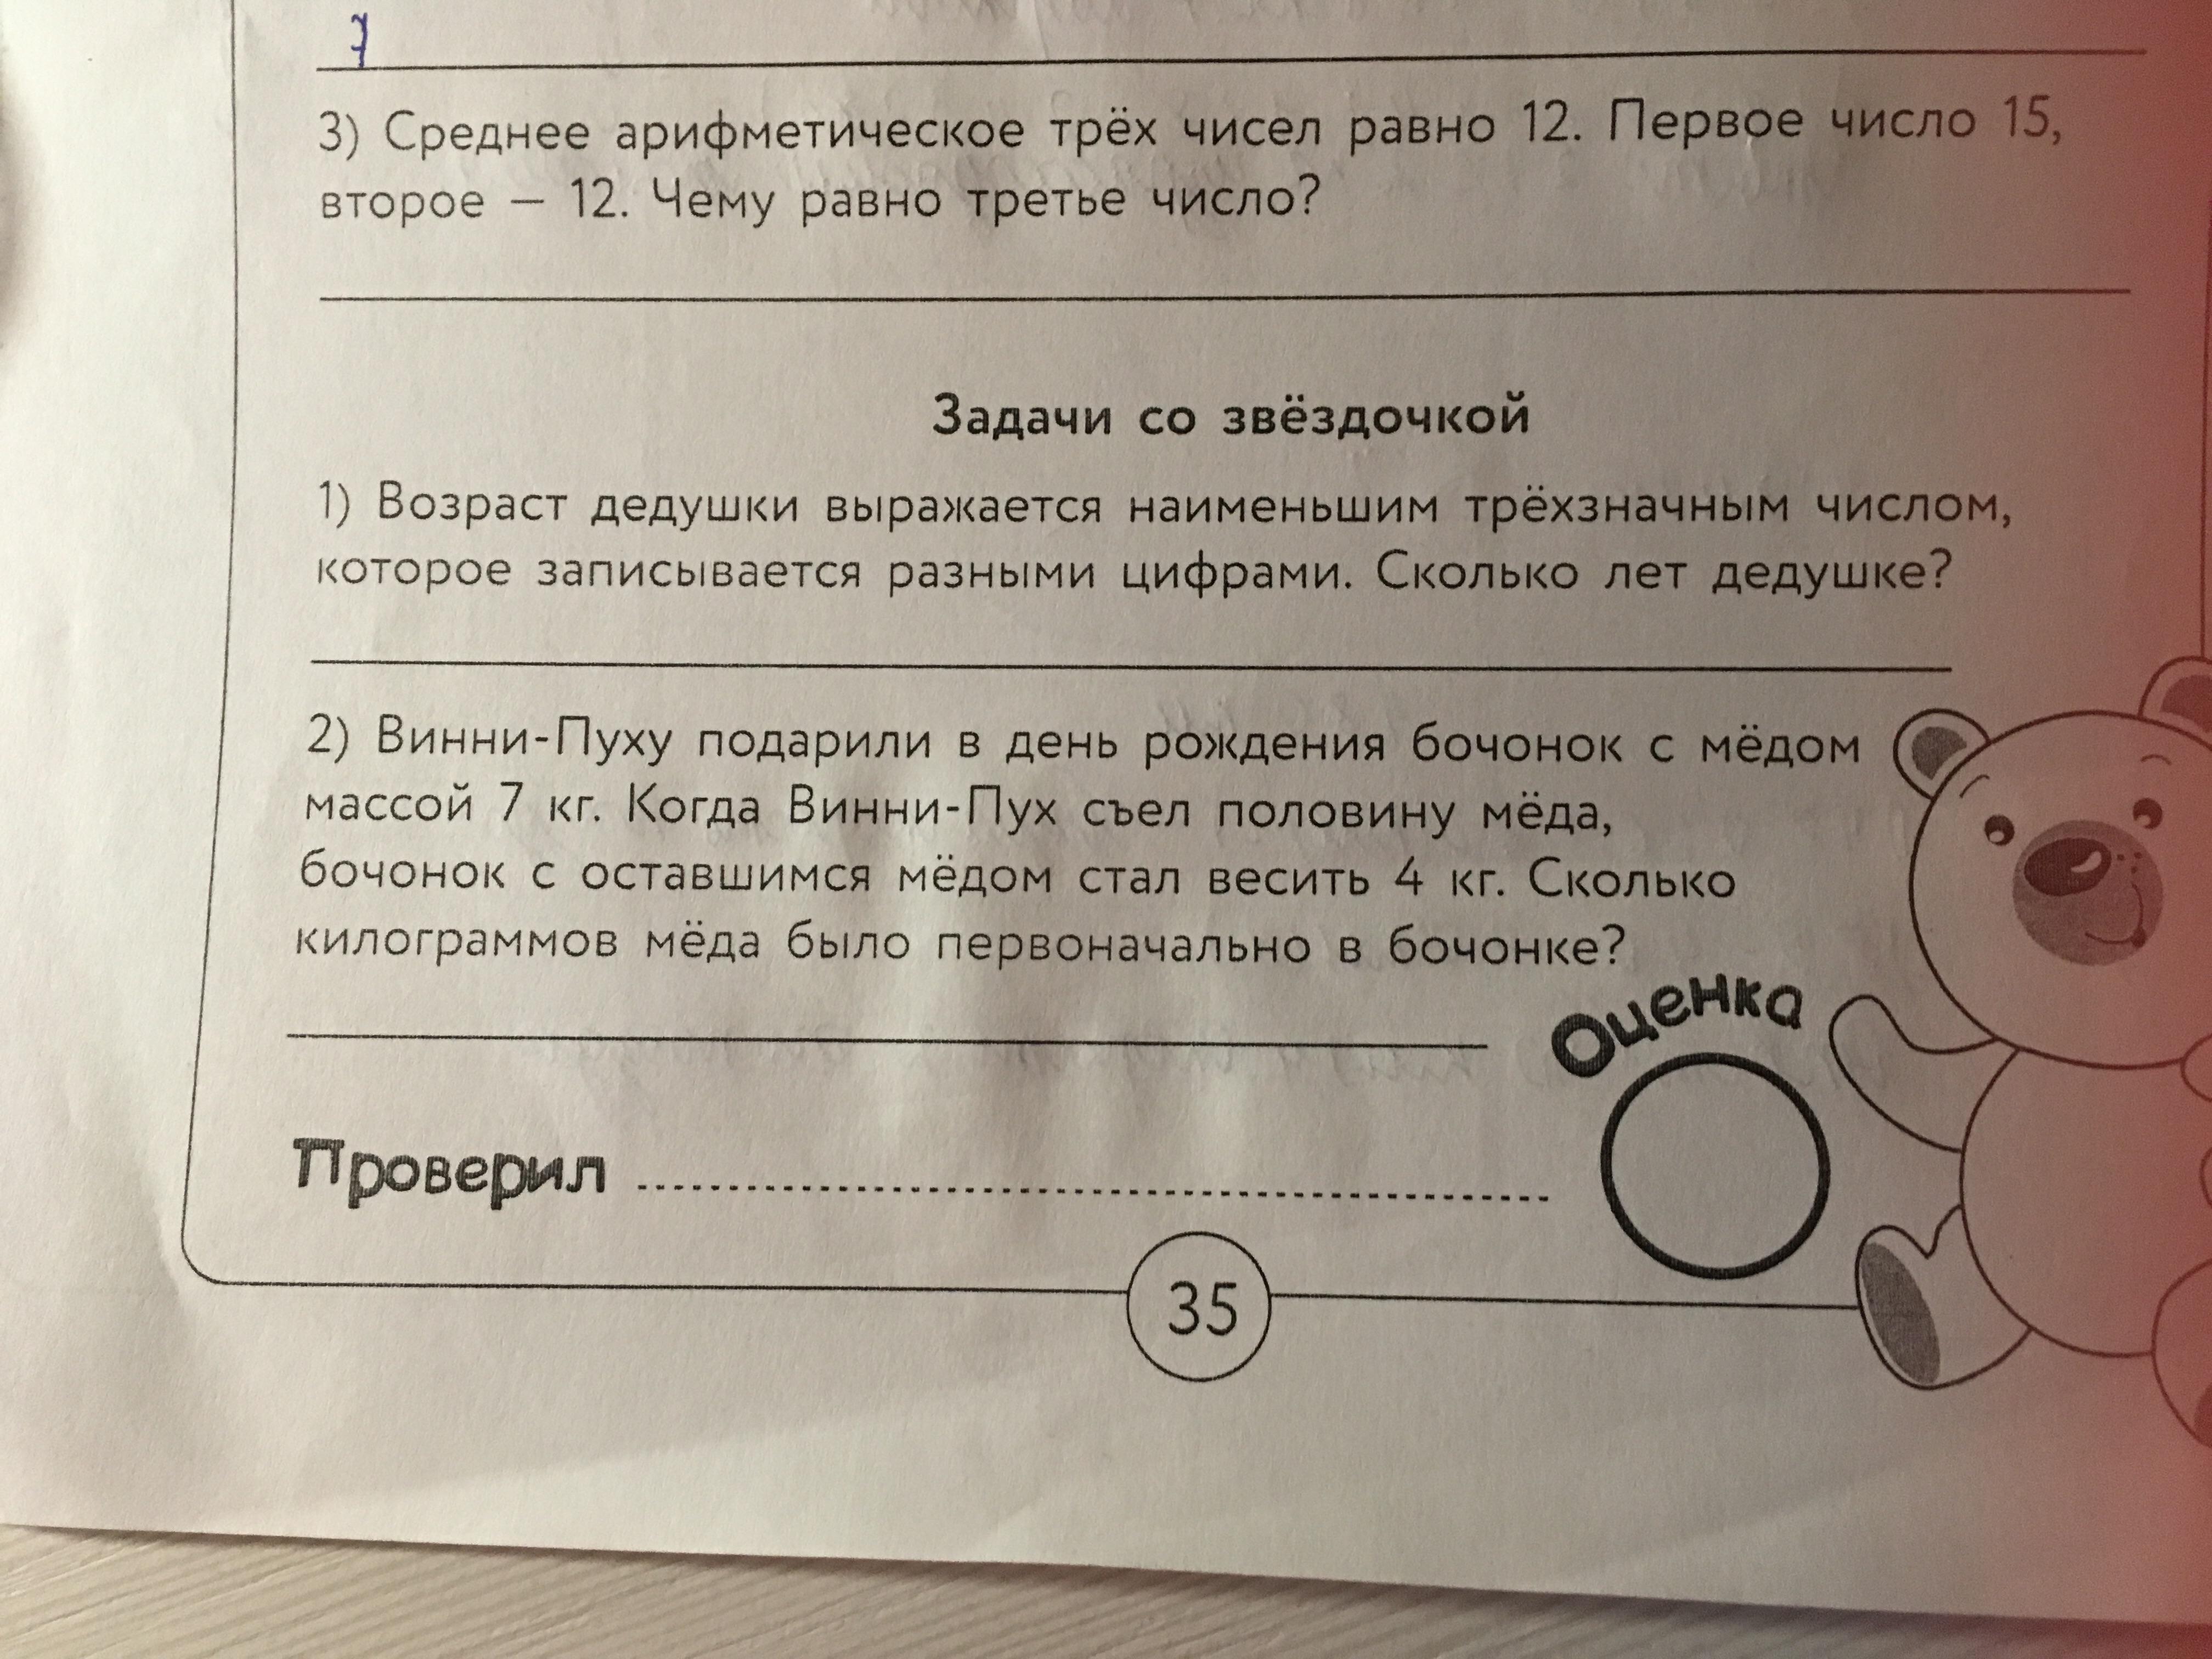 7
3) Среднее арифметическое трёх чисел равно 12. Первое число 15,
второе — 12. Чему равно третье число?
Задачи со звёздочкой
1) Возраст дедушки выражается наименьшим трёхзначным числом,
которое записывается разными цифрами. Сколько лет дедушке?
2) Винни-Пуху подарили в день рождения бочонок с мёдом
массой 7 кг. Когда Винни-Пух съел половину мёда,
бочонок с оставшимся мёдом стал весить 4 кг. Сколько
килограммов мёда было первоначально в бочонке?
Оценка
Проверил
35